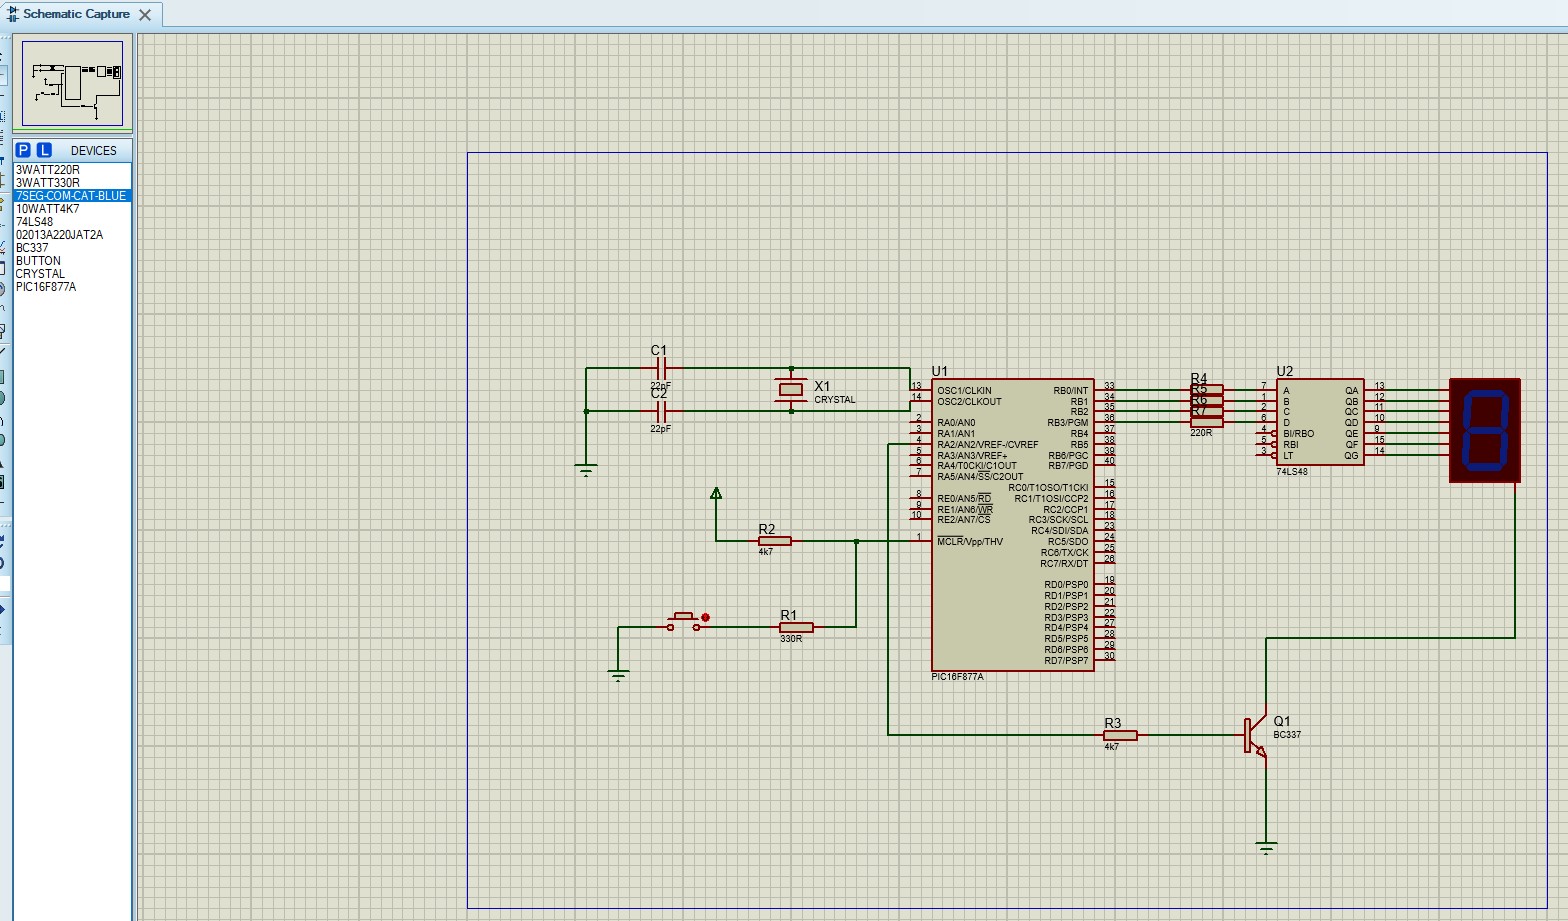 Schematic Capture
P L DEVICES
3WATT220R
3WATT330R
7SEG-COM-CAT-BLUE
10WATT4K7
74LS48
02013A220JAT2A
BC337
BUTTON
CRYSTAL
PIC16F877A
C1
22pF
C2
22pF
X1
CRYSTAL
R2
4k7
R1
330R
U1
13 OSC1/CLKIN
14 OSC2/CLKOUT
2 RA0/AN0
3 RA1/AN1
4 RA2/AN2/VREF-/CVREF
5 RA3/AN3/VREF+
6 RA4/T0CKI/C1OUT
7 RA5/AN4/SS/C2OUT
8 RE0/AN5/RD
9 RE1/AN6/WR
10 RE2/AN7/CS
1 MCLR/Vpp/THV
RB0/INT 33
RB1 34
RB2 35
RB3/PGM 36
RB4 37
RB5 38
RB6/PGC 39
RB7/PGD 40
RC0/T1OSO/T1CKI 15
RC1/T1OSI/CCP2 16
RC2/CCP1 17
RC3/SCK/SCL 18
RC4/SDI/SDA 23
RC5/SDO 24
RC6/TX/CK 25
RC7/RX/DT 26
RD0/PSP0 19
RD1/PSP1 20
RD2/PSP2 21
RD3/PSP3 22
RD4/PSP4 27
RD5/PSP5 28
RD6/PSP6 29
RD7/PSP7 30
PIC16F877A
R4
R5
R6
R7
220R
U2
7 A QA 13
1 B QB 12
2 C QC 11
6 D QD 10
4 BI/RBO QE 9
5 RBI QF 15
3 LT QG 14
74LS48
R3
4k7
Q1
BC337